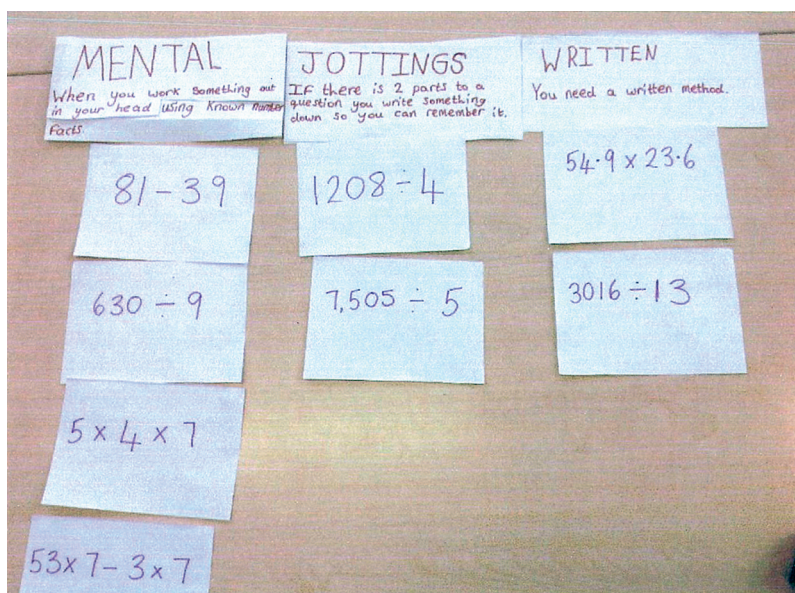 MENTAL
When you work something out
in your head using known number
facts.
81 - 39
630 ÷ 9
5 × 4 × 7
53 × 7 - 3 × 7
JOTTINGS
If there is 2 parts to a
question you write something
down so you can remember it.
1208 ÷ 4
7,505 ÷ 5
WRITTEN
You need a written method.
54.9 × 23.6
3016 ÷ 13